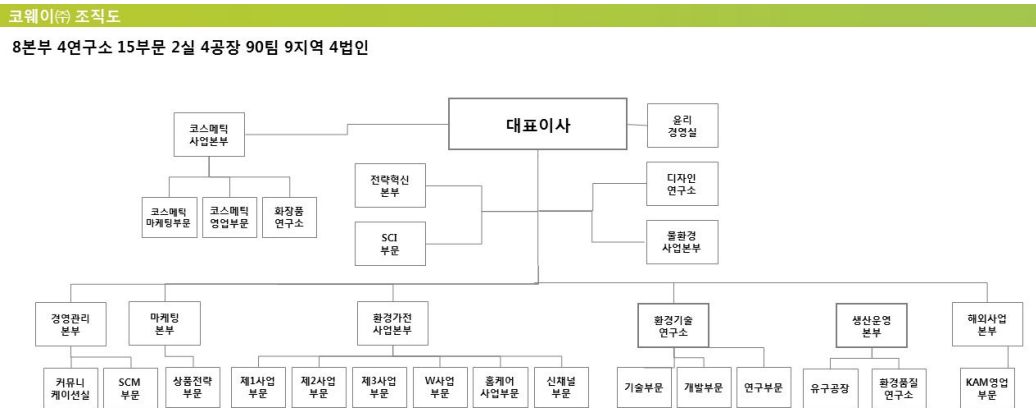 코웨이㈜ 조직도
8본부 4연구소 15부문 2실 4공장 90팀 9지역 4법인
대표이사
윤리
경영실
코스메틱
사업본부
전략혁신
본부
디자인
연구소
코스메틱
마케팅부문
코스메틱
영업부문
화장품
연구소
SCI
부문
물환경
사업본부
경영관리
본부
마케팅
본부
환경가전
사업본부
환경기술
연구소
생산운영
본부
해외사업
본부
커뮤니
케이션실
SCM
부문
상품전략
부문
제1사업
부문
제2사업
부문
제3사업
부문
W사업
부문
홈케어
사업부문
신채널
부문
기술부문
개발부문
연구부문
유구공장
환경품질
연구소
KAM영업
부문